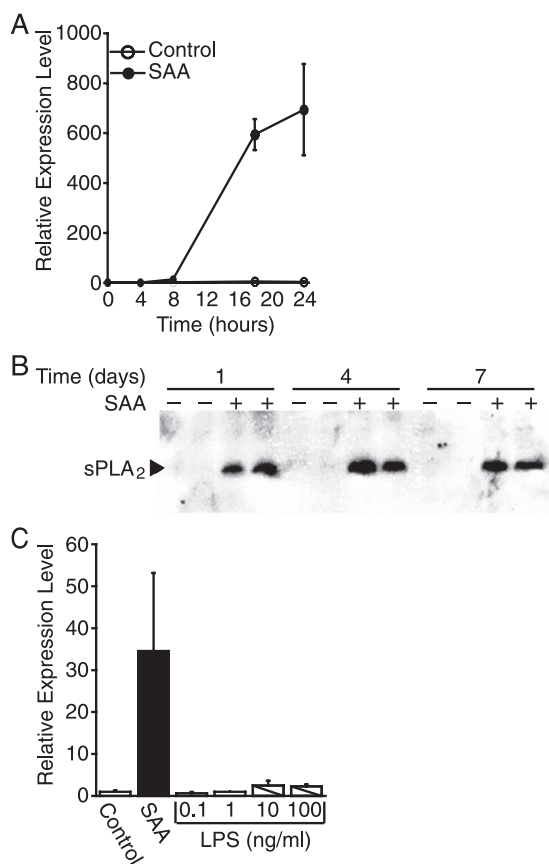 A
Relative Expression Level
1000
800
600
400
200
0
Control
SAA
0 4 8 12 16 20 24
Time (hours)
B
Time (days) 1 4 7
SAA – – + + – – + + – – + +
sPLA2
C
Relative Expression Level
60
50
40
30
20
10
0
Control SAA 0.1 1 10 100
LPS (ng/ml)